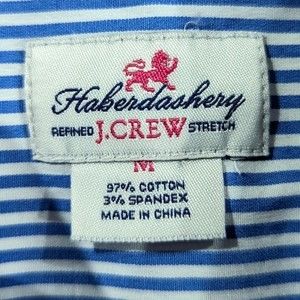 Haberdashery
REFINED J.CREW STRETCH
M
97% COTTON
3% SPANDEX
MADE IN CHINA